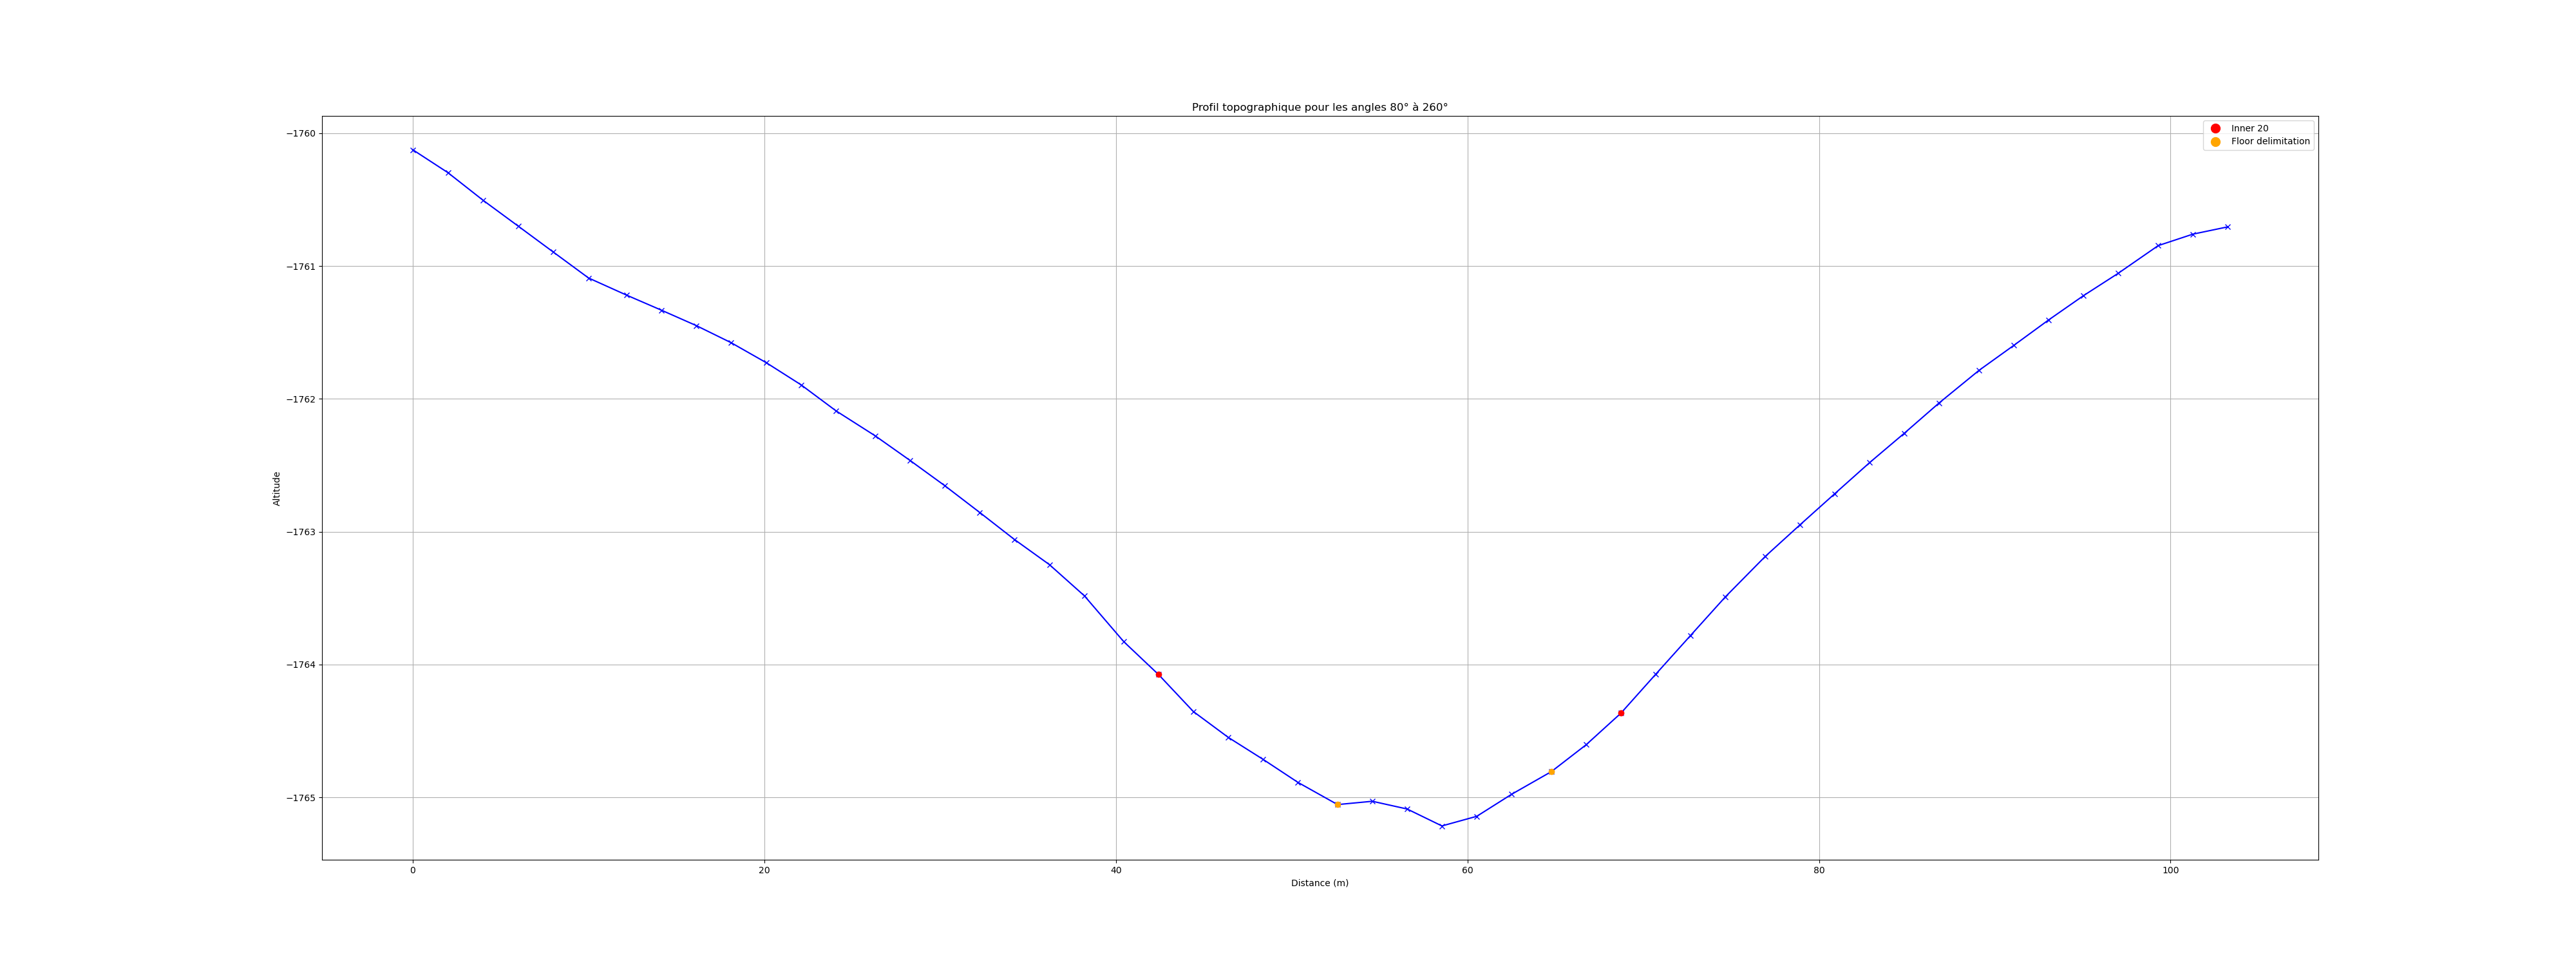 Profil topographique pour les angles 80° à 260°
Inner 20
Floor delimitation
−1760
−1761
−1762
−1763
−1764
−1765
Altitude
0 20 40 60 80 100
Distance (m)